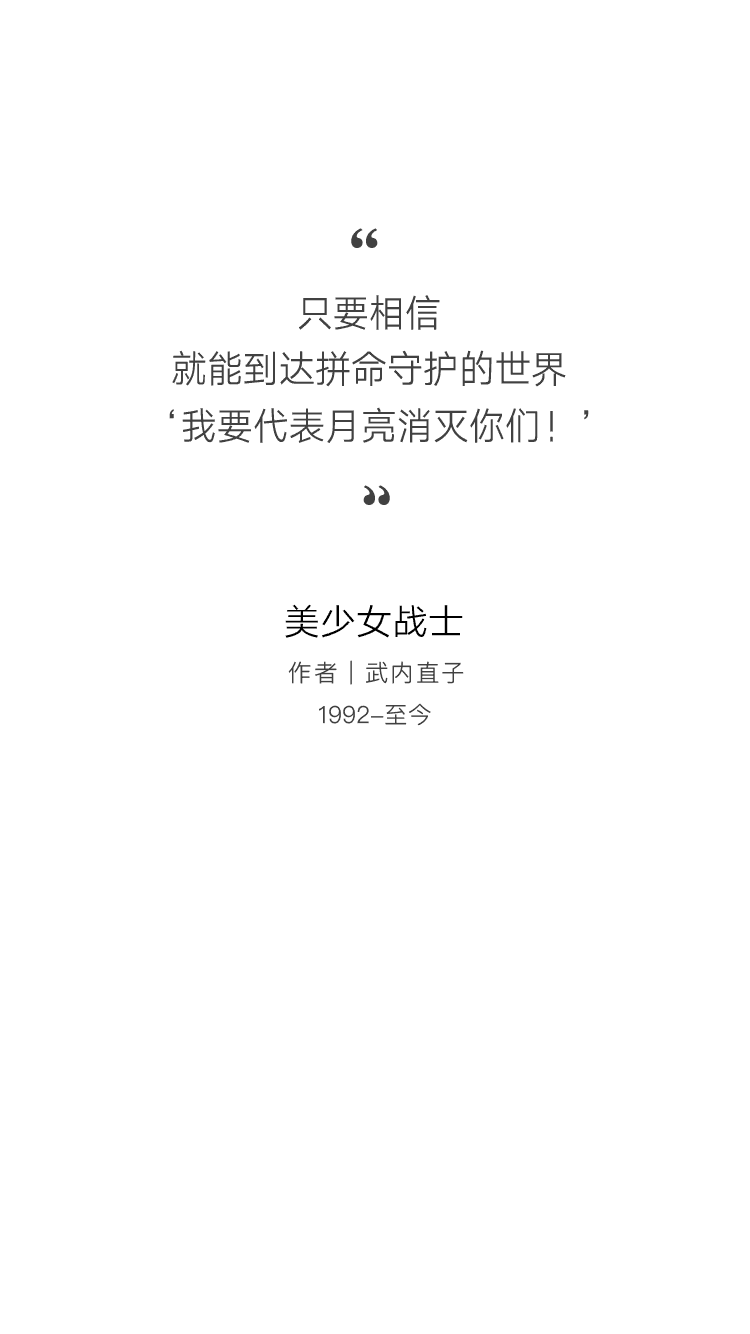 “
只要相信
就能到达拼命守护的世界
‘我要代表月亮消灭你们！’
”
美少女战士
作者｜武内直子
1992-至今